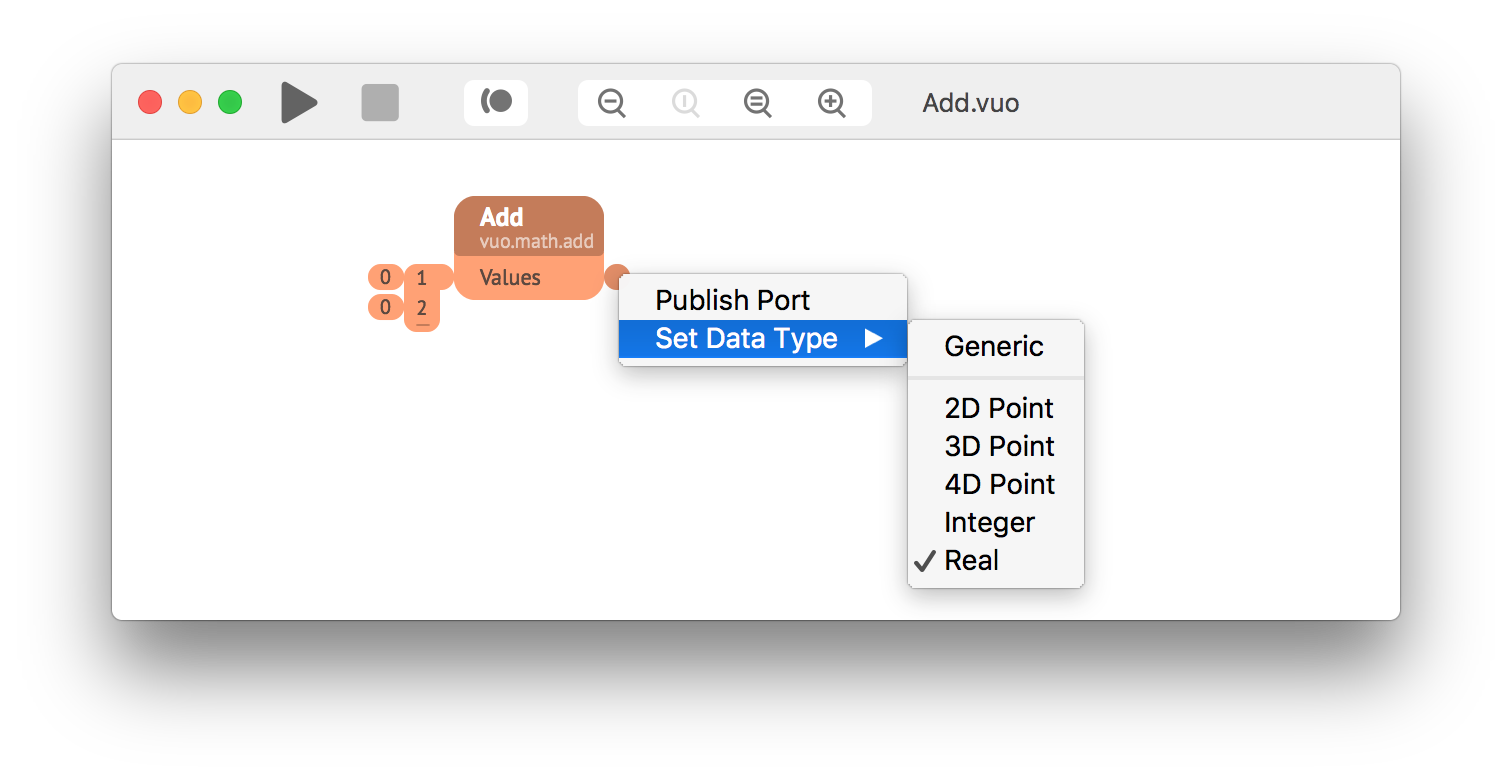 Add.vuo
Add
vuo.math.add
0 1 Values
0 2
Publish Port
Set Data Type
Generic
2D Point
3D Point
4D Point
Integer
Real